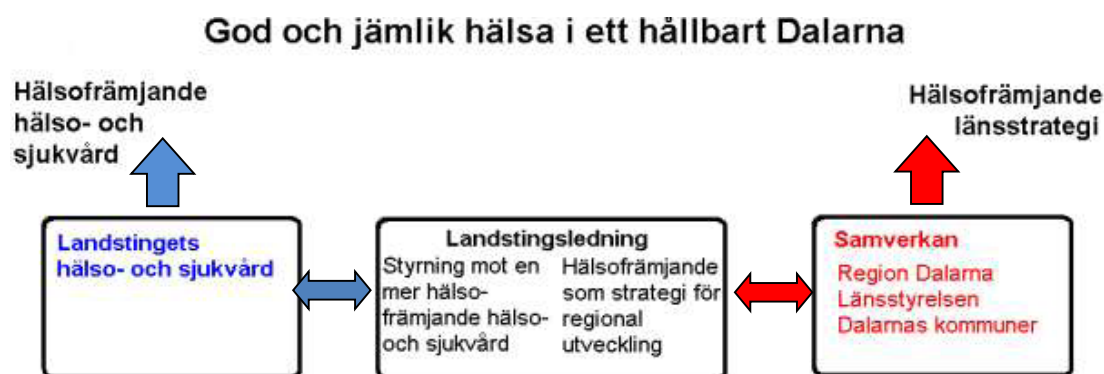 God och jämlik hälsa i ett hållbart Dalarna
Hälsofrämjande
hälso- och
sjukvård
Hälsofrämjande
länsstrategi
Landstingets
hälso- och sjukvård
Landstingsledning
Styrning mot en
mer hälso-
främjande hälso-
och sjukvård
Hälsofrämjande
som strategi för
regional
utveckling
Samverkan
Region Dalarna
Länsstyrelsen
Dalarnas kommuner